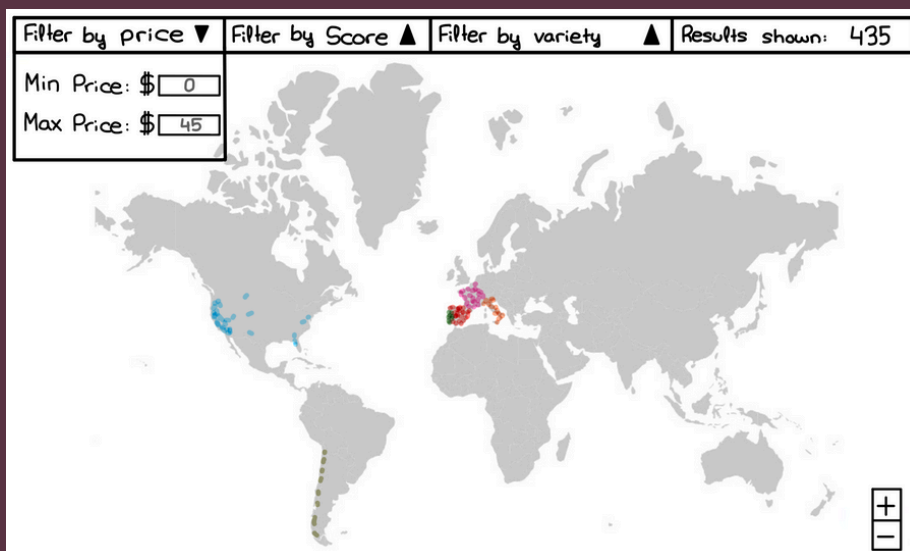 Filter by price ▼ Filter by Score ▲ Filter by variety ▲ Results shown: 435
Min Price: $ 0
Max Price: $ 45
+
−